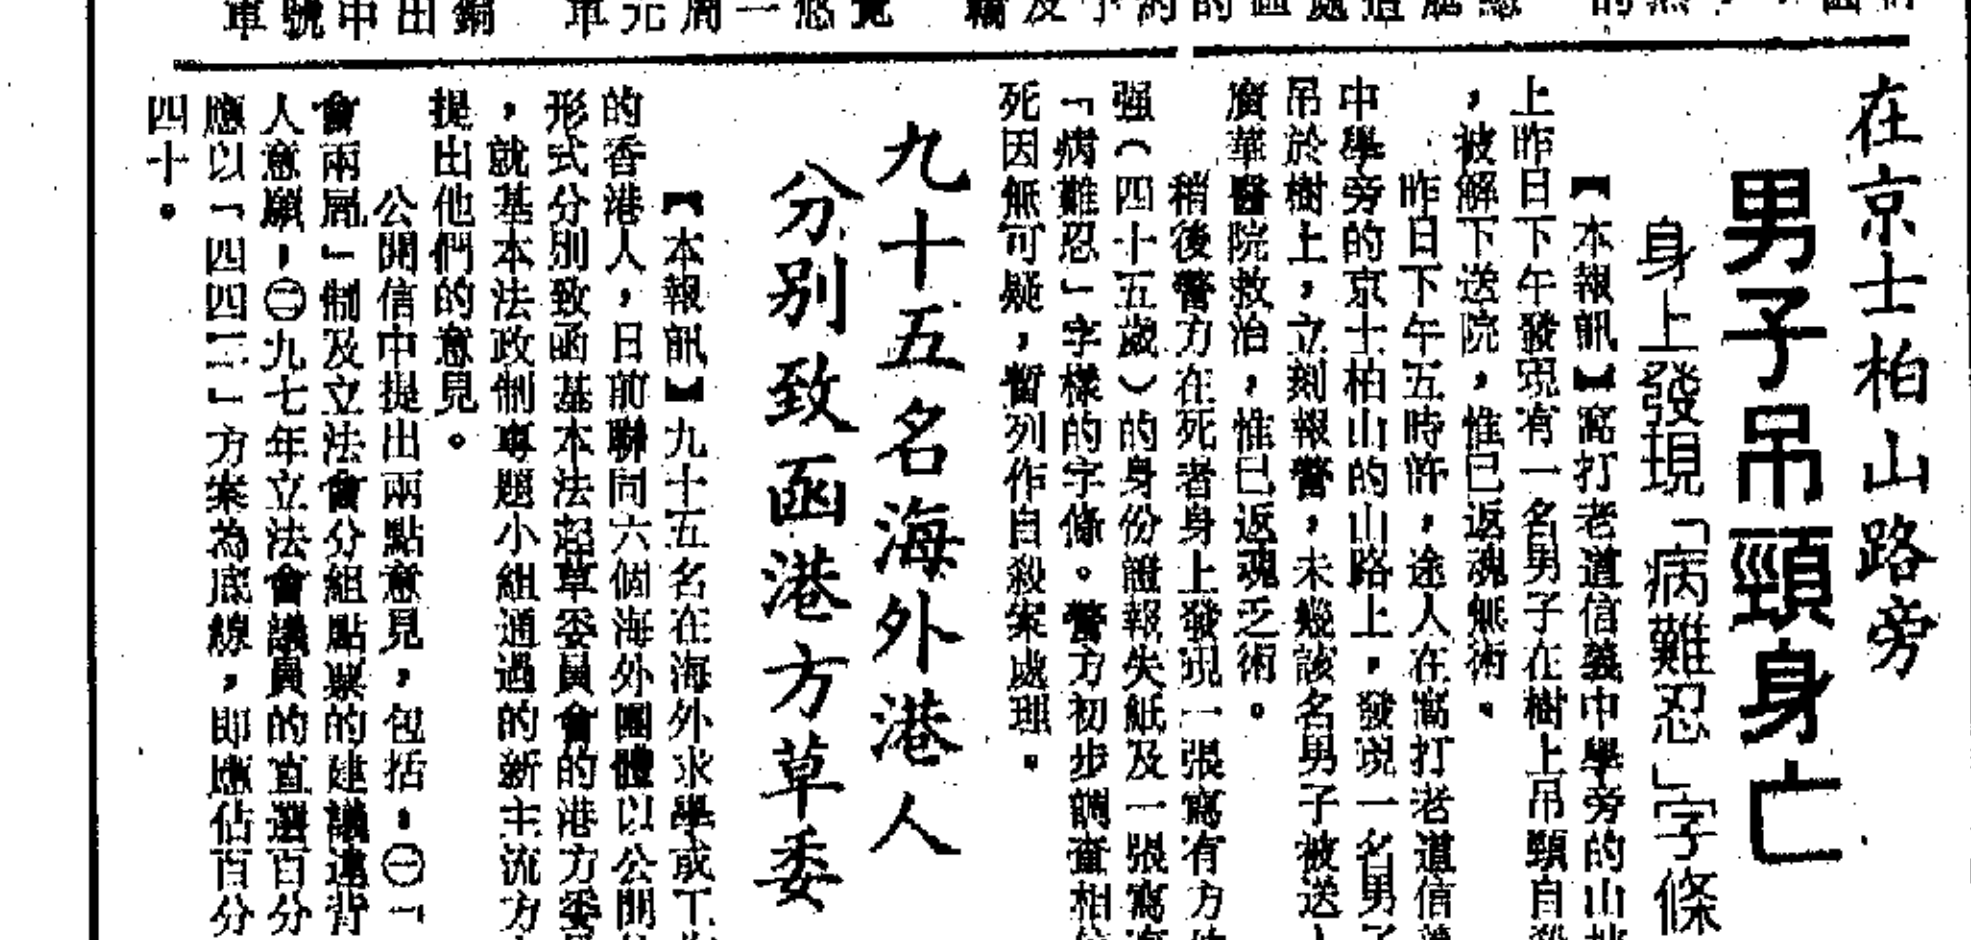 在京士柏山路旁
男子吊頸身亡
身上發現「病難忍」字條
【本報訊】窩打老道信義中學旁的山坡
上昨日下午發現有一名男子在樹上吊頸自殺
，被解下送院，惟已返魂無術。
昨日下午五時許，途人在窩打老道信義
中學旁的京士柏山的山路上，發現一名男子
吊於樹上，立刻報警，未幾該名男子被送
廣華醫院救治，惟已返魂乏術。
稍後警方在死者身上發現一張寫有方
强（四十五歲）的身份證報失紙及一張寫有
「病難忍」字樣的字條。警方初步調查相信
死因無可疑，暫列作自殺案處理。
九十五名海外港人
分別致函港方草委
【本報訊】九十五名在海外求學或工作
的香港人，日前聯同六個海外團體以公開
形式分別致函基本法起草委員會的港方委員
，就基本法政制專題小組通過的新主流方
提出他們的意見。
公開信中提出兩點意見，包括：㊀「
會兩局」制及立法會分組點票的建議違背
人意願，㊁九七年立法會議員的直選百分
應以「四四二」方案為底線，即應佔百分
四十。